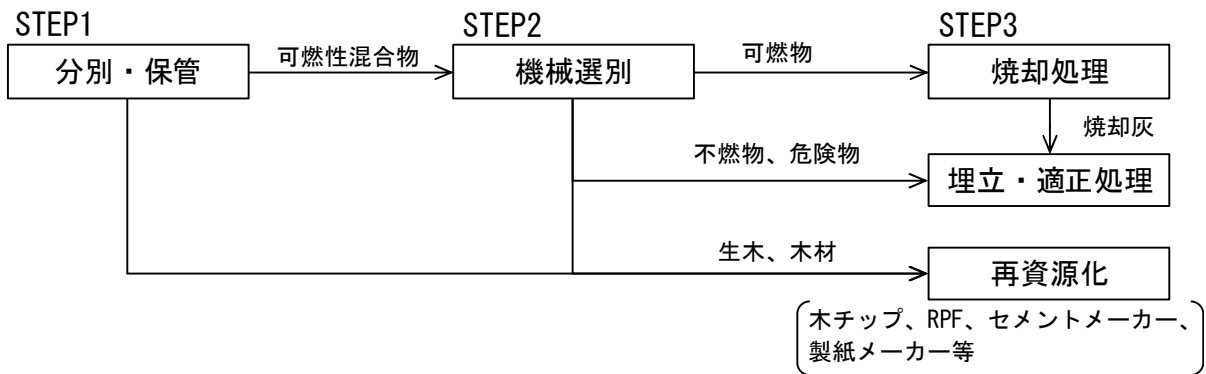 STEP1
STEP2
STEP3
分別・保管
可燃性混合物
機械選別
可燃物
焼却処理
焼却灰
不燃物、危険物
埋立・適正処理
生木、木材
再資源化
木チップ、RPF、セメントメーカー、
製紙メーカー等